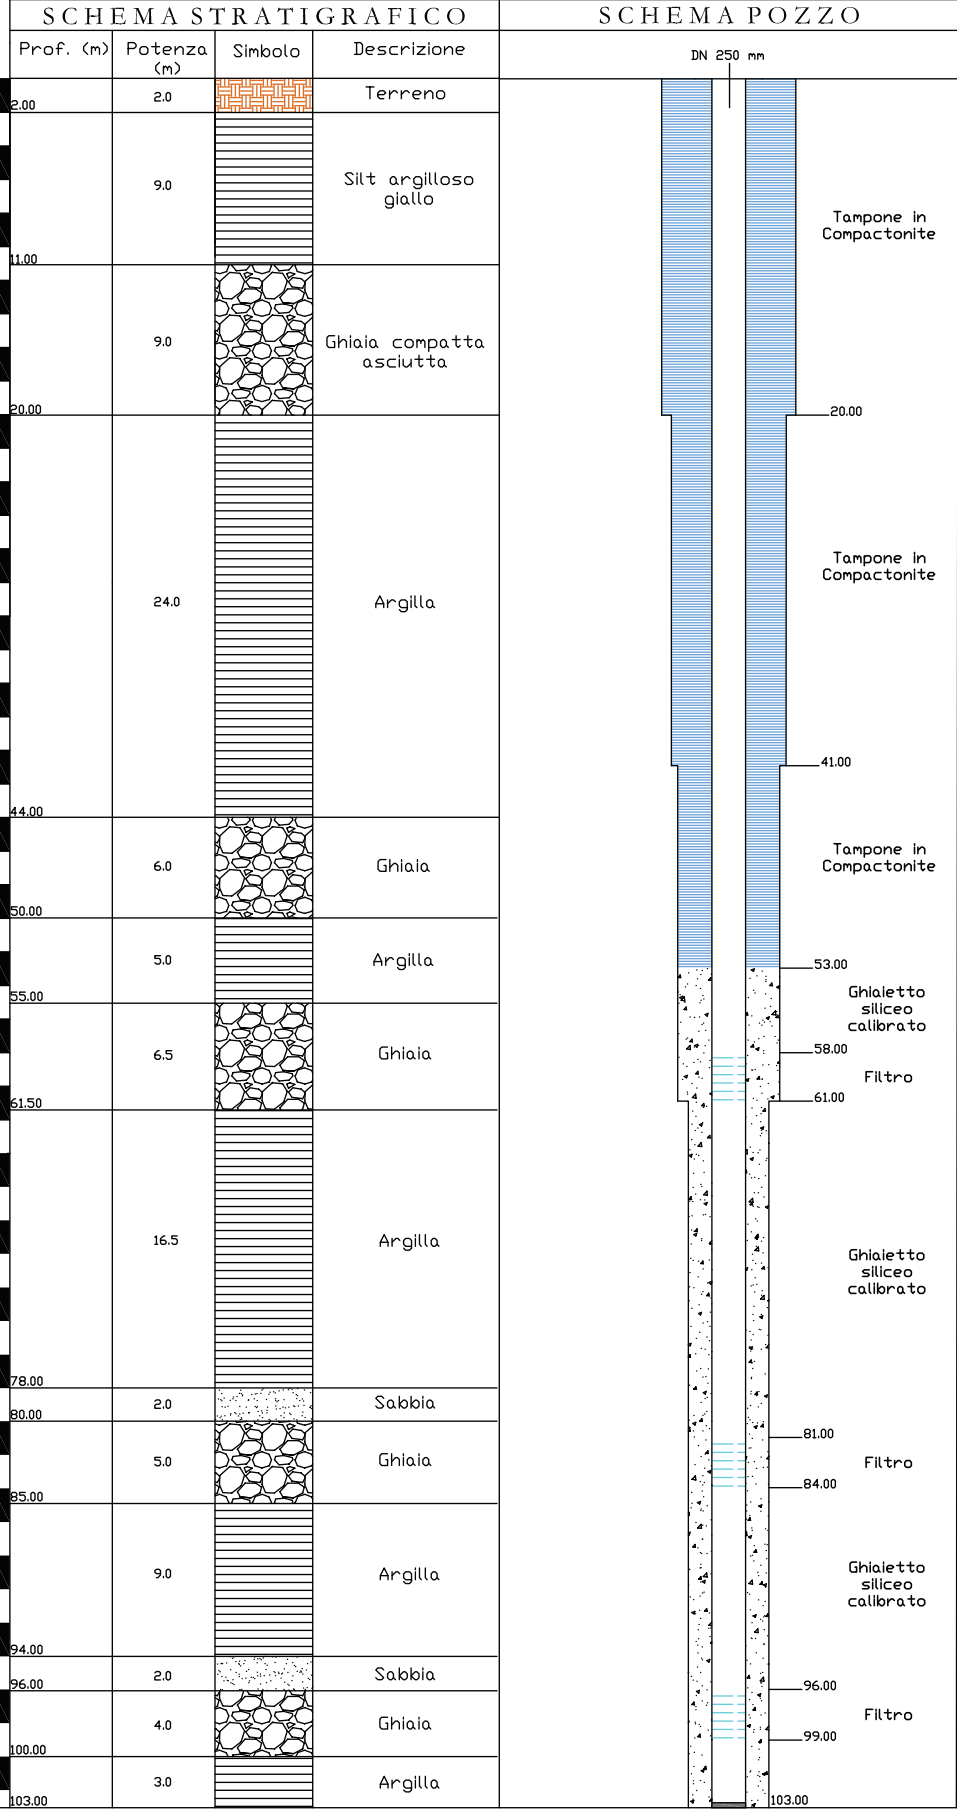 SCHEMA STRATIGRAFICO
Prof. (m)
Potenza
(m)
Simbolo
Descrizione
2.00
2.0
Terreno
11.00
9.0
Silt argilloso
giallo
20.00
9.0
Ghiaia compatta
asciutta
44.00
24.0
Argilla
50.00
6.0
Ghiaia
55.00
5.0
Argilla
61.50
6.5
Ghiaia
78.00
16.5
Argilla
80.00
2.0
Sabbia
85.00
5.0
Ghiaia
94.00
9.0
Argilla
96.00
2.0
Sabbia
100.00
4.0
Ghiaia
103.00
3.0
Argilla
SCHEMA POZZO
DN 250 mm
Tampone in
Compactonite
20.00
Tampone in
Compactonite
41.00
Tampone in
Compactonite
53.00
Ghiaietto
siliceo
calibrato
58.00
Filtro
61.00
Ghiaietto
siliceo
calibrato
81.00
Filtro
84.00
Ghiaietto
siliceo
calibrato
96.00
Filtro
99.00
103.00